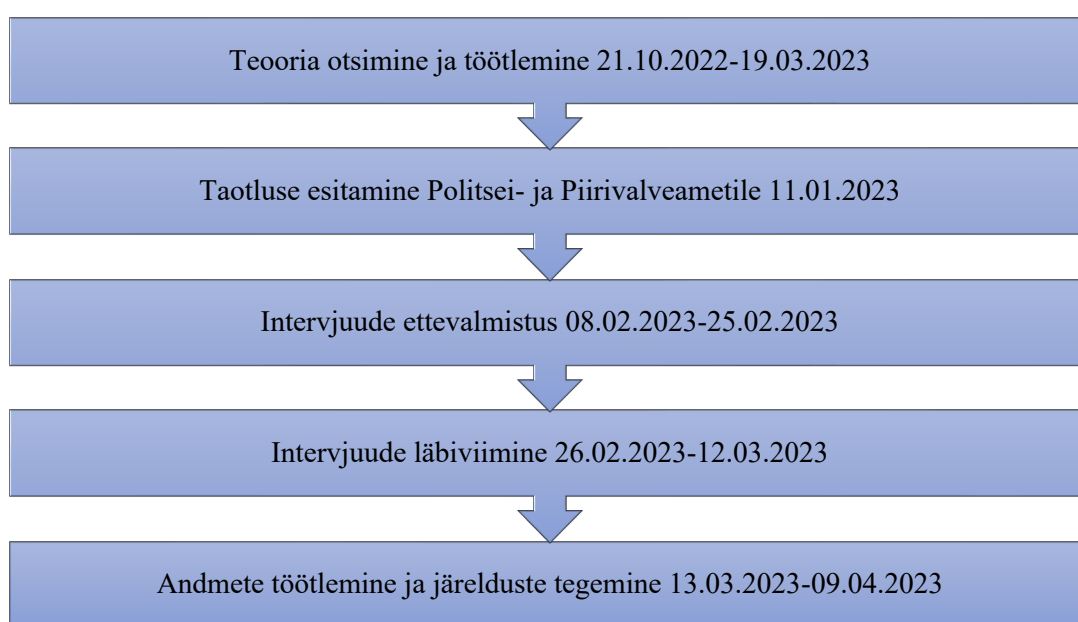 Teooria otsimine ja töötlemine 21.10.2022-19.03.2023
Taotluse esitamine Politsei- ja Piirivalveametile 11.01.2023
Intervjuude ettevalmistus 08.02.2023-25.02.2023
Intervjuude läbiviimine 26.02.2023-12.03.2023
Andmete töötlemine ja järelduste tegemine 13.03.2023-09.04.2023